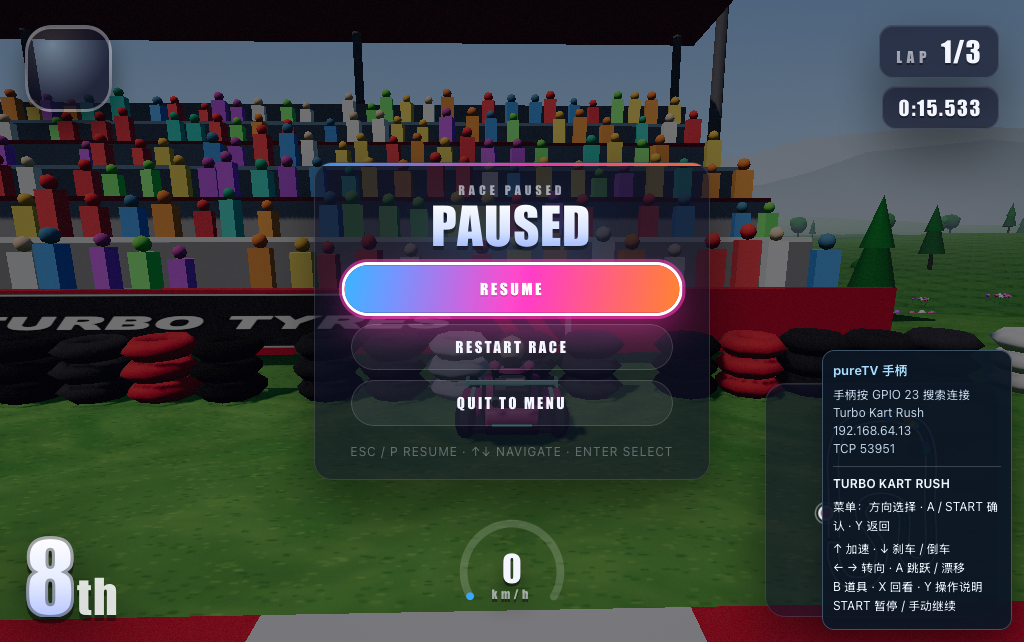 LAP 1/3
0:15.533
RACE PAUSED
PAUSED
RESUME
TURBO TYRES
RESTART RACE
QUIT TO MENU
ESC / P RESUME · ↑↓ NAVIGATE · ENTER SELECT
pureTV 手柄
手柄按 GPIO 23 搜索连接
Turbo Kart Rush
192.168.64.13
TCP 53951
TURBO KART RUSH
菜单：方向选择 · A / START 确
认 · Y 返回
↑ 加速 · ↓ 刹车 / 倒车
← → 转向 · A 跳跃 / 漂移
B 道具 · X 回看 · Y 操作说明
START 暂停 / 手动继续
0
km/h
8th